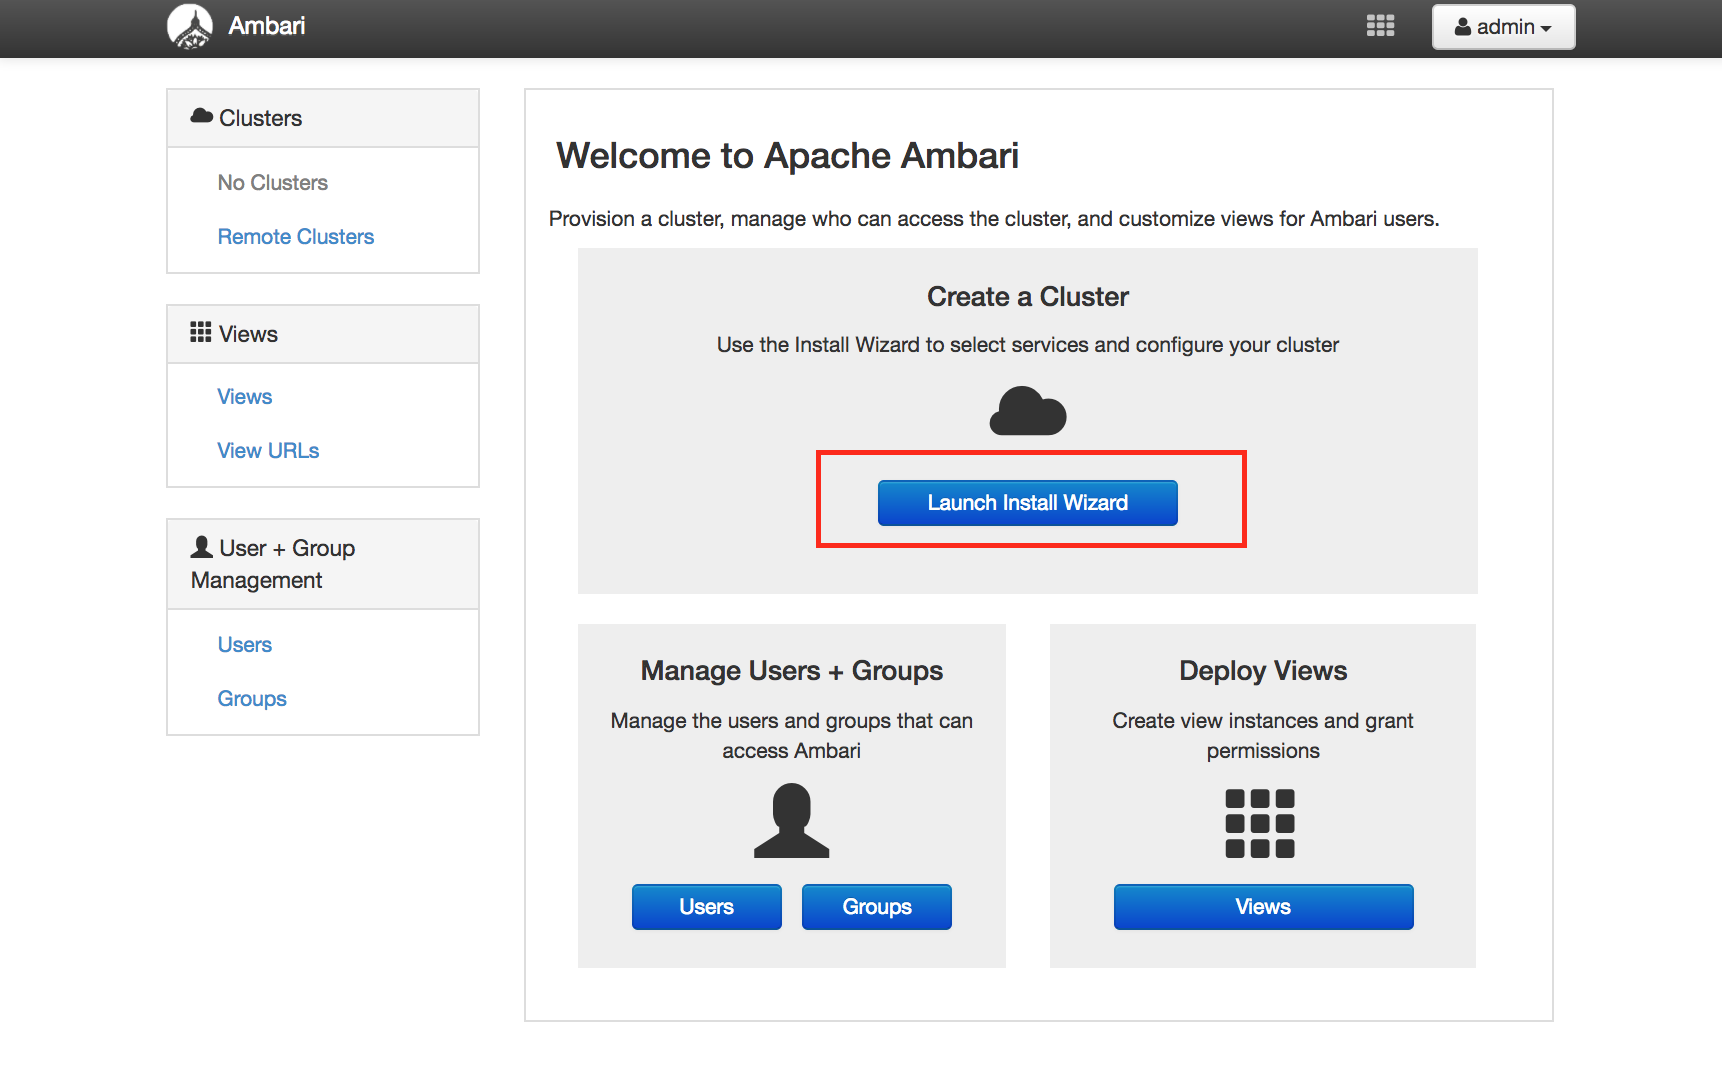 Ambari
admin
Clusters
No Clusters
Remote Clusters
Views
Views
View URLs
User + Group
Management
Users
Groups
Welcome to Apache Ambari
Provision a cluster, manage who can access the cluster, and customize views for Ambari users.
Create a Cluster
Use the Install Wizard to select services and configure your cluster
Launch Install Wizard
Manage Users + Groups
Manage the users and groups that can
access Ambari
Users
Groups
Deploy Views
Create view instances and grant
permissions
Views